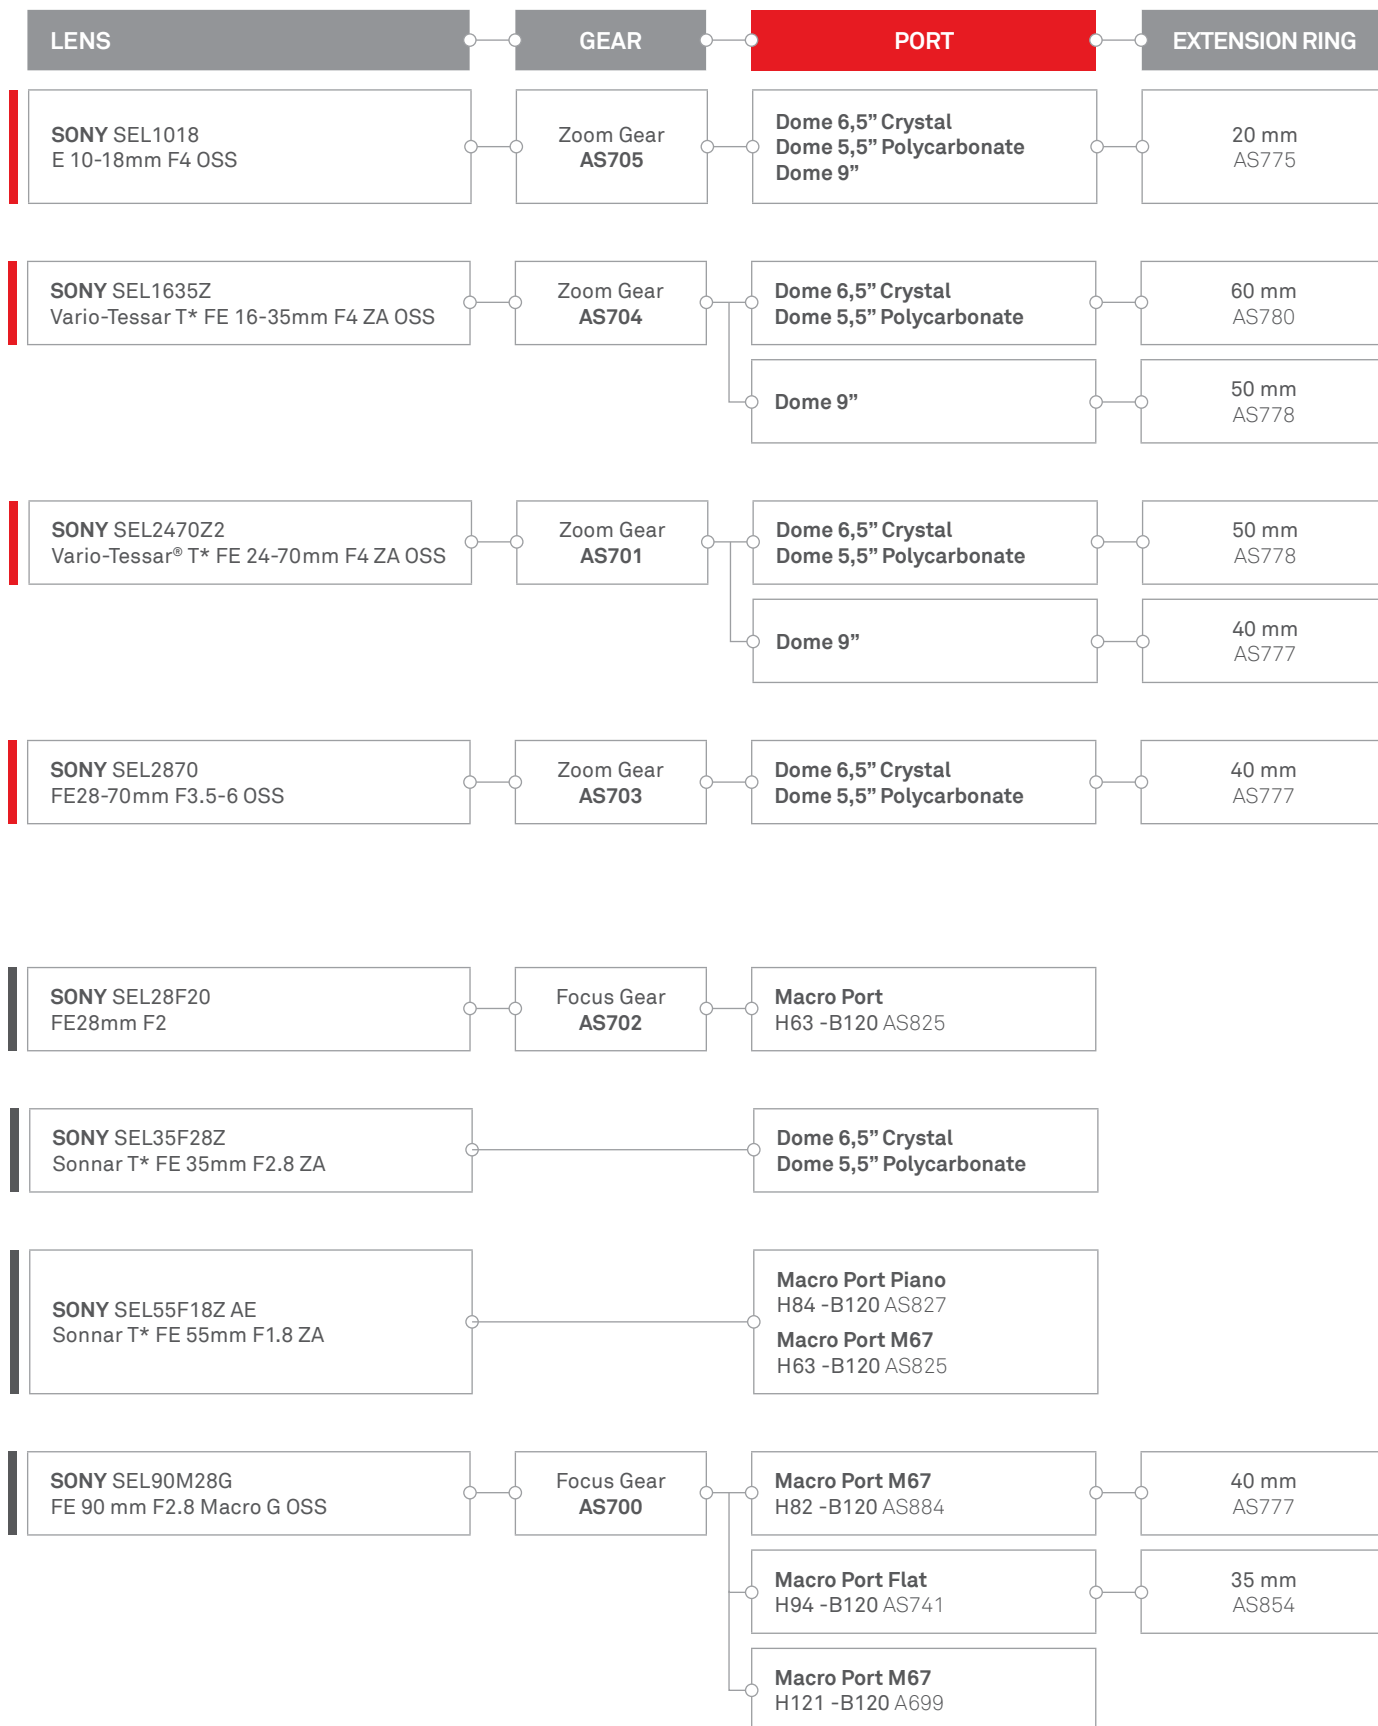 LENS
GEAR
PORT
EXTENSION RING
SONY SEL1018
E 10-18mm F4 OSS
Zoom Gear
AS705
Dome 6,5” Crystal
Dome 5,5” Polycarbonate
Dome 9”
20 mm
AS775
SONY SEL1635Z
Vario-Tessar T* FE 16-35mm F4 ZA OSS
Zoom Gear
AS704
Dome 6,5” Crystal
Dome 5,5” Polycarbonate
60 mm
AS780
Dome 9”
50 mm
AS778
SONY SEL2470Z2
Vario-Tessar® T* FE 24-70mm F4 ZA OSS
Zoom Gear
AS701
Dome 6,5” Crystal
Dome 5,5” Polycarbonate
50 mm
AS778
Dome 9”
40 mm
AS777
SONY SEL2870
FE28-70mm F3.5-6 OSS
Zoom Gear
AS703
Dome 6,5” Crystal
Dome 5,5” Polycarbonate
40 mm
AS777
SONY SEL28F20
FE28mm F2
Focus Gear
AS702
Macro Port
H63 -B120 AS825
SONY SEL35F28Z
Sonnar T* FE 35mm F2.8 ZA
Dome 6,5” Crystal
Dome 5,5” Polycarbonate
SONY SEL55F18Z AE
Sonnar T* FE 55mm F1.8 ZA
Macro Port Piano
H84 -B120 AS827
Macro Port M67
H63 -B120 AS825
SONY SEL90M28G
FE 90 mm F2.8 Macro G OSS
Focus Gear
AS700
Macro Port M67
H82 -B120 AS884
40 mm
AS777
Macro Port Flat
H94 -B120 AS741
35 mm
AS854
Macro Port M67
H121 -B120 A699